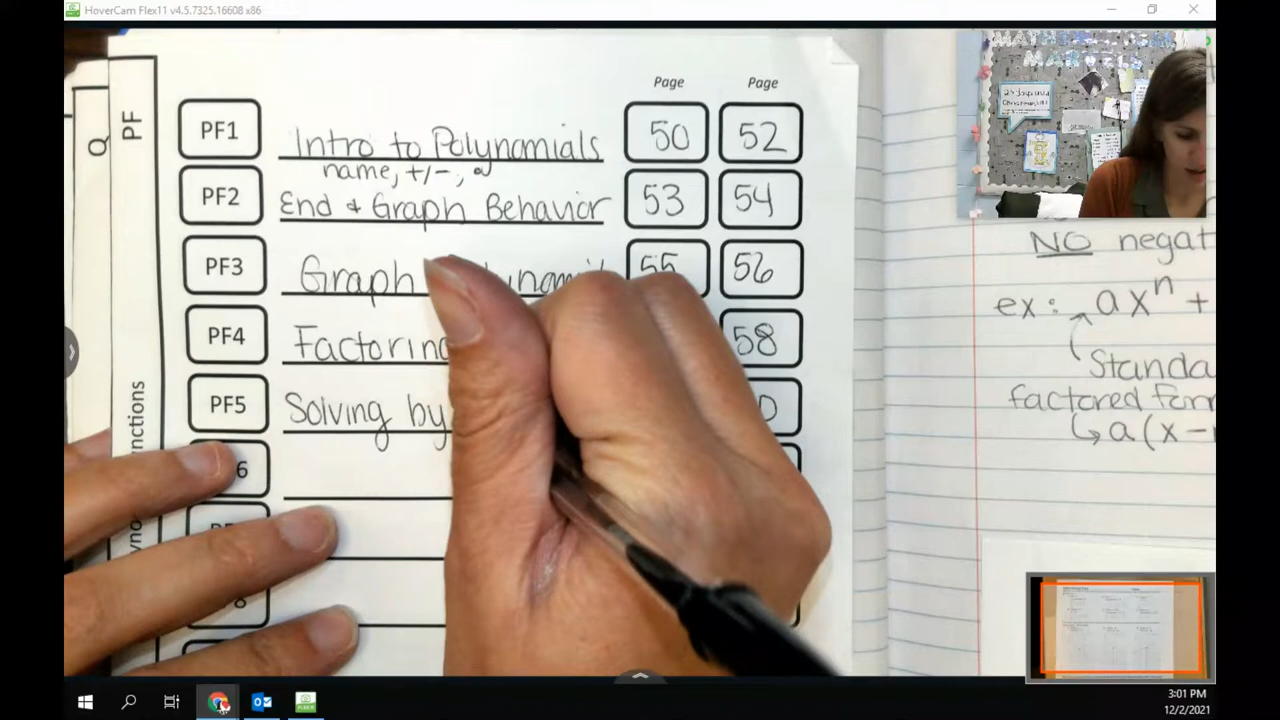 HoverCam Flex11 v4.5.7325.16608 x86
Page Page
PF
Q
PF1 Intro to Polynomials 50 52
name, +/-,
PF2 End & Graph Behavior 53 54
PF3 Graph 55 56
PF4 Factoring 58
PF5 Solving by
6
8
NO negat
ex: ax^n +
Standa
factored form
↳ a(x-
3:01 PM
12/2/2021